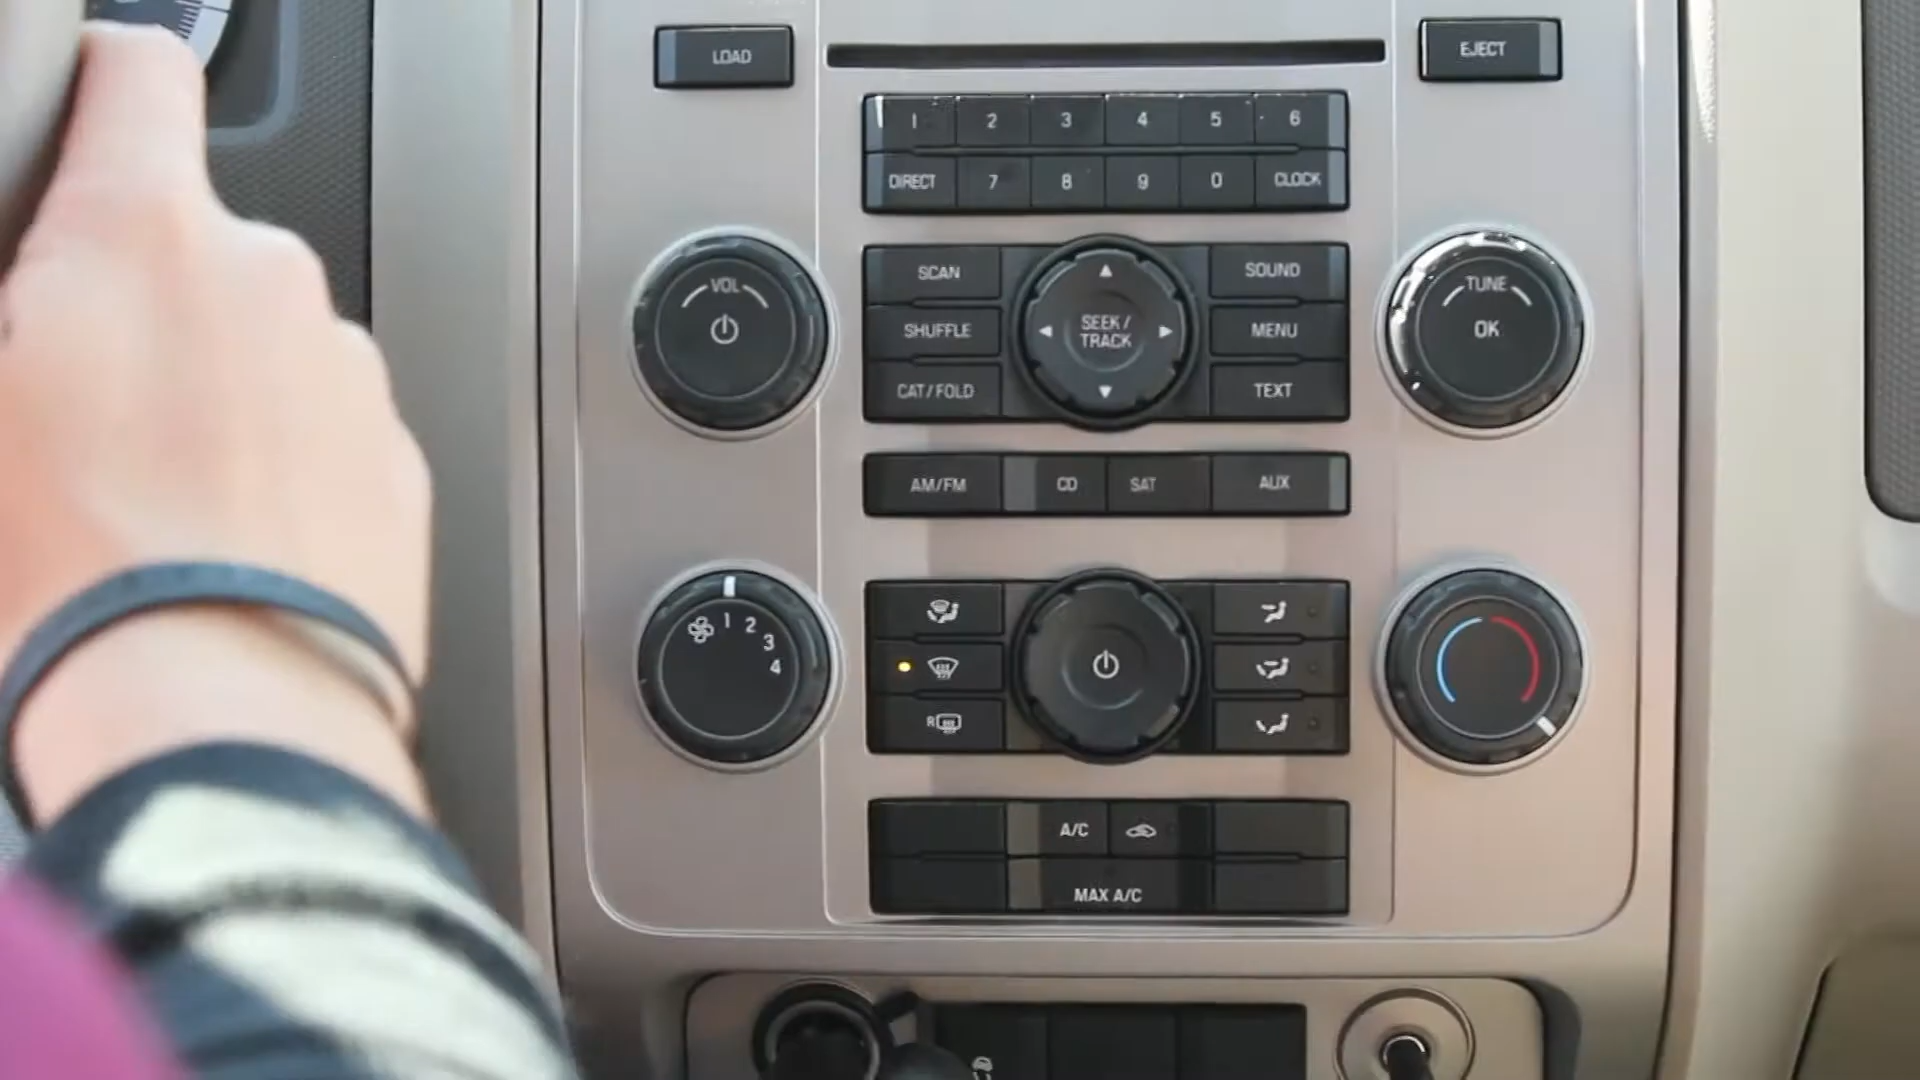 LOAD
EJECT
1 2 3 4 5 6
DIRECT 7 8 9 0 CLOCK
VOL
SCAN
SHUFFLE
CAT/FOLD
SEEK/
TRACK
SOUND
MENU
TEXT
TUNE
OK
AM/FM CD SAT AUX
1 2 3 4
R
A/C
MAX A/C